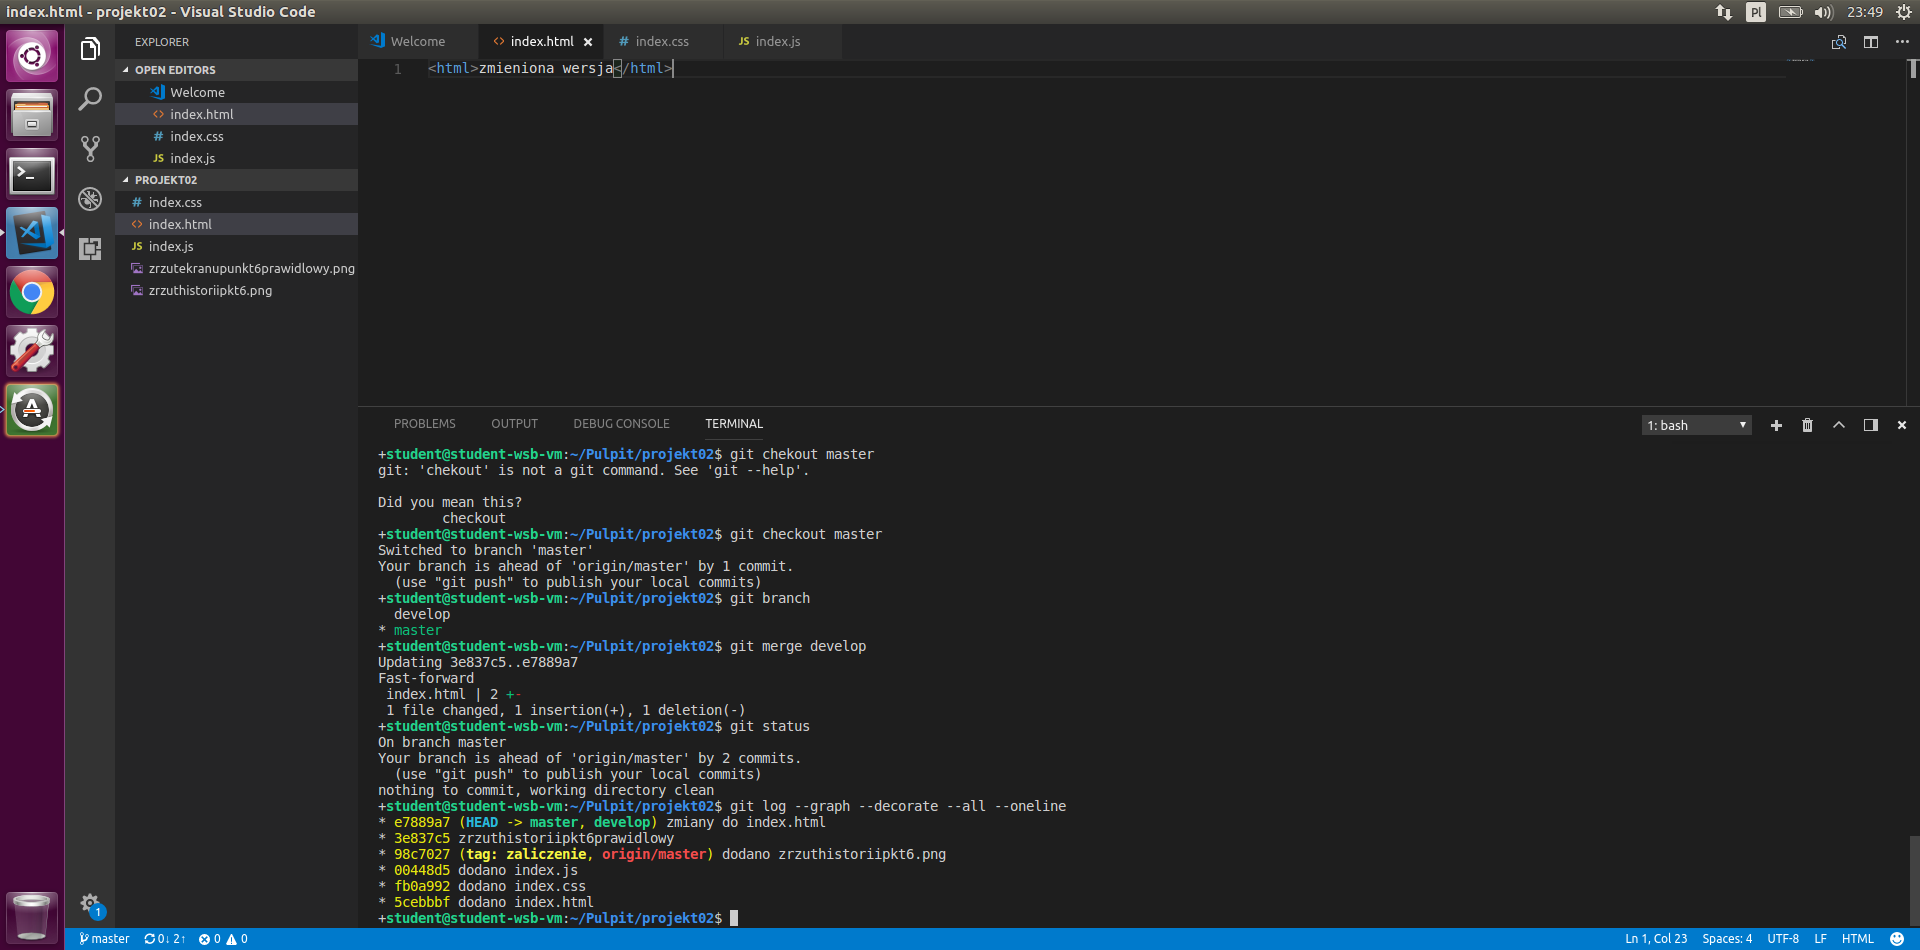 index.html - projekt02 - Visual Studio Code
Pl
23:49
EXPLORER
OPEN EDITORS
Welcome
index.html
# index.css
JS index.js
PROJEKT02
# index.css
index.html
JS index.js
zrzutekranupunkt6prawidlowy.png
zrzuthistoriipkt6.png
1
Welcome
<> index.html ×
# index.css
JS index.js
1 <html>zmieniona wersja</html>
PROBLEMS OUTPUT DEBUG CONSOLE TERMINAL
1: bash
+student@student-wsb-vm:~/Pulpit/projekt02$ git chekout master
git: 'chekout' is not a git command. See 'git --help'.
Did you mean this?
checkout
+student@student-wsb-vm:~/Pulpit/projekt02$ git checkout master
Switched to branch 'master'
Your branch is ahead of 'origin/master' by 1 commit.
(use "git push" to publish your local commits)
+student@student-wsb-vm:~/Pulpit/projekt02$ git branch
develop
* master
+student@student-wsb-vm:~/Pulpit/projekt02$ git merge develop
Updating 3e837c5..e7889a7
Fast-forward
index.html | 2 +-
1 file changed, 1 insertion(+), 1 deletion(-)
+student@student-wsb-vm:~/Pulpit/projekt02$ git status
On branch master
Your branch is ahead of 'origin/master' by 2 commits.
(use "git push" to publish your local commits)
nothing to commit, working directory clean
+student@student-wsb-vm:~/Pulpit/projekt02$ git log --graph --decorate --all --oneline
* e7889a7 (HEAD -> master, develop) zmiany do index.html
* 3e837c5 zrzuthistoriipkt6prawidlowy
* 98c7027 (tag: zaliczenie, origin/master) dodano zrzuthistoriipkt6.png
* 00448d5 dodano index.js
* fb0a992 dodano index.css
* 5cebbbf dodano index.html
+student@student-wsb-vm:~/Pulpit/projekt02$
master 0↓ 2↑ 0 0
Ln 1, Col 23 Spaces: 4 UTF-8 LF HTML